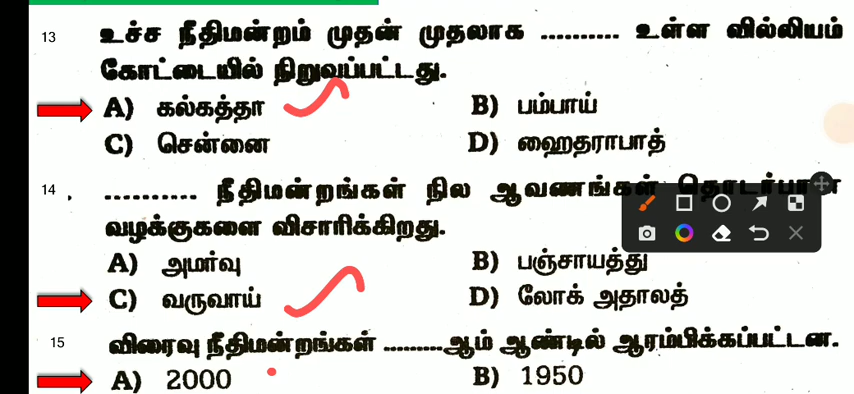 13 உச்ச நீதிமன்றம் முதன் முதலாக .......... உள்ள வில்லியம்
கோட்டையில் நிறுவப்பட்டது.
A) கல்கத்தா B) பம்பாய்
C) சென்னை D) ஹைதராபாத்
14 . .......... நீதிமன்றங்கள் நில ஆவணங்கள்
வழக்குகளை விசாரிக்கிறது.
A) அமர்வு B) பஞ்சாயத்து
C) வருவாய் D) லோக் அதாலத்
15 விரைவு நீதிமன்றங்கள் .........ஆம் ஆண்டில் ஆரம்பிக்கப்பட்டன.
A) 2000 B) 1950